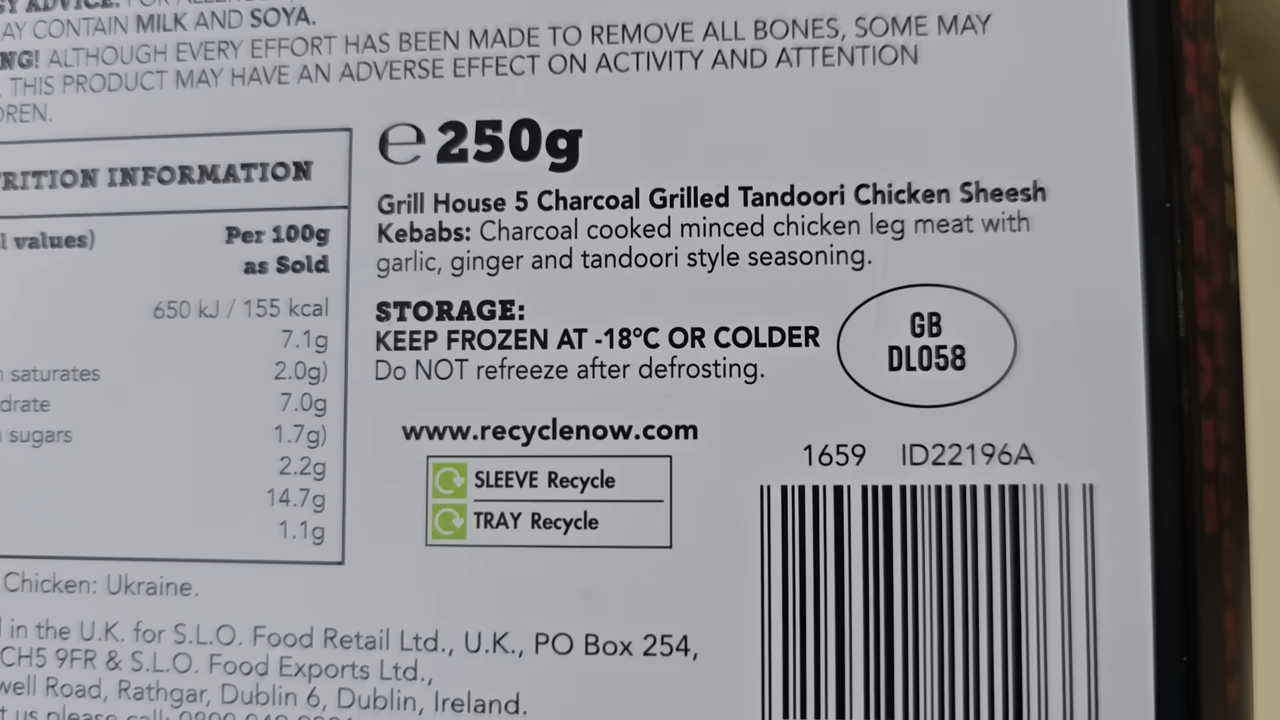 AY CONTAIN MILK AND SOYA.
NG! ALTHOUGH EVERY EFFORT HAS BEEN MADE TO REMOVE ALL BONES, SOME MAY
THIS PRODUCT MAY HAVE AN ADVERSE EFFECT ON ACTIVITY AND ATTENTION
DREN.
℮ 250g
Grill House 5 Charcoal Grilled Tandoori Chicken Sheesh
Kebabs: Charcoal cooked minced chicken leg meat with
garlic, ginger and tandoori style seasoning.
STORAGE:
KEEP FROZEN AT -18°C OR COLDER
Do NOT refreeze after defrosting.
GB
DL058
www.recyclenow.com
SLEEVE Recycle
TRAY Recycle
1659 ID22196A
TRITION INFORMATION
l values) Per 100g
as Sold
650 kJ / 155 kcal
7.1g
saturates 2.0g)
drate 7.0g
sugars 1.7g)
2.2g
14.7g
1.1g
Chicken: Ukraine.
in the U.K. for S.L.O. Food Retail Ltd., U.K., PO Box 254,
CH5 9FR & S.L.O. Food Exports Ltd.,
well Road, Rathgar, Dublin 6, Dublin, Ireland.
t us please call: